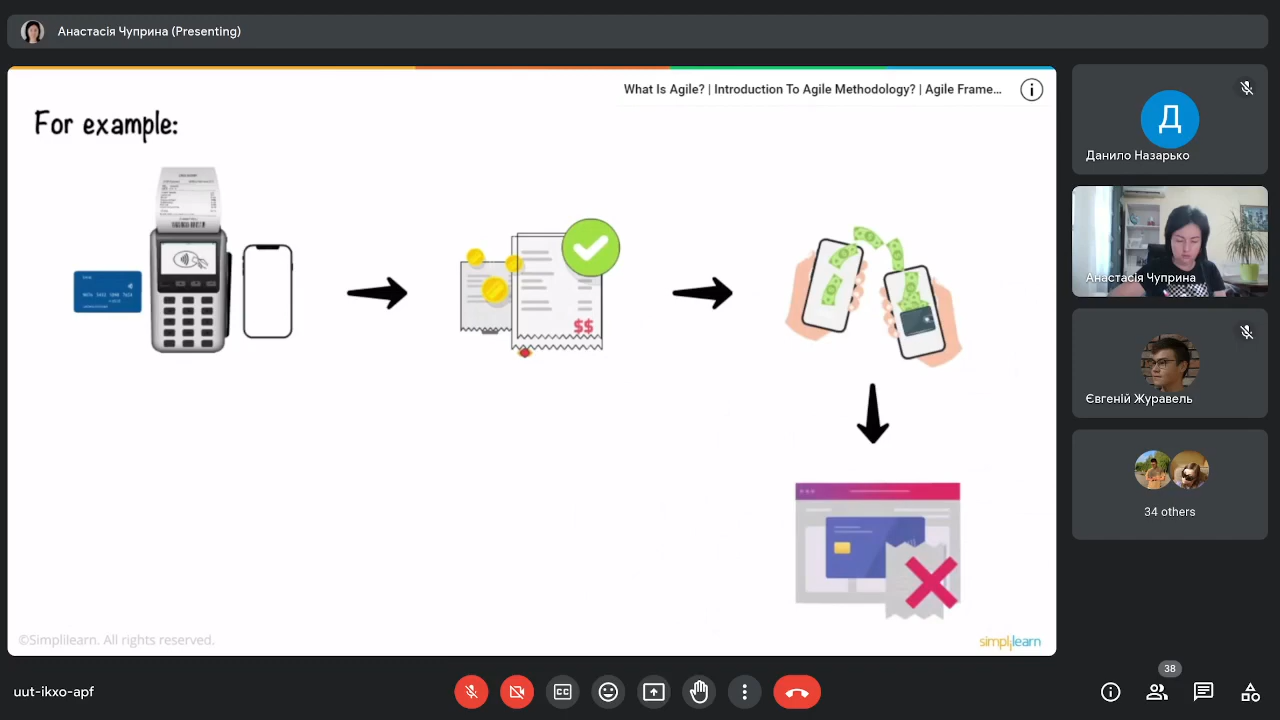 Анастасія Чуприна (Presenting)
What Is Agile? | Introduction To Agile Methodology? | Agile Frame...
For example:
$$
©Simplilearn. All rights reserved.
simplilearn
Д
Данило Назарько
Анастасія Чуприна
Євгеній Журавель
34 others
uut-ikxo-apf
CC
38